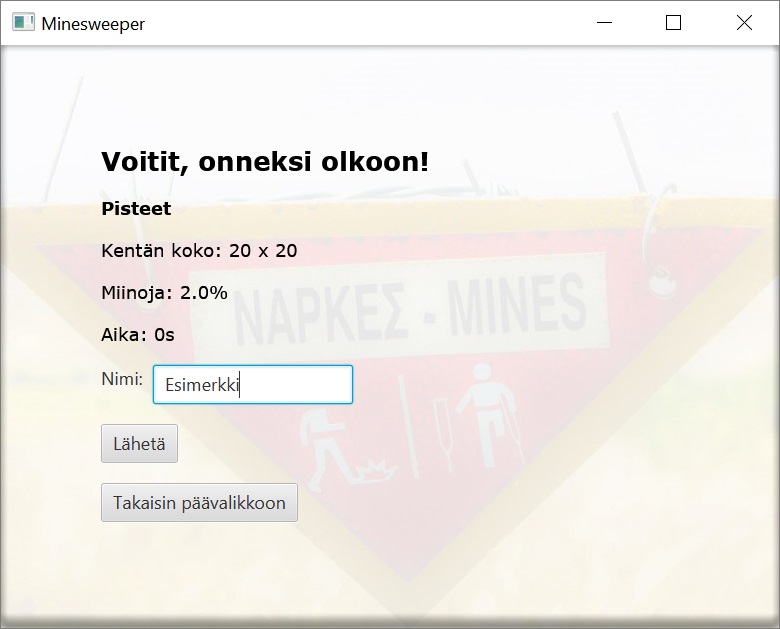 Minesweeper
Voitit, onneksi olkoon!
Pisteet
Kentän koko: 20 x 20
Miinoja: 2.0%
ΝΑΡΚΕΣ - MINES
Aika: 0s
Nimi: Esimerkki
Lähetä
Takaisin päävalikkoon